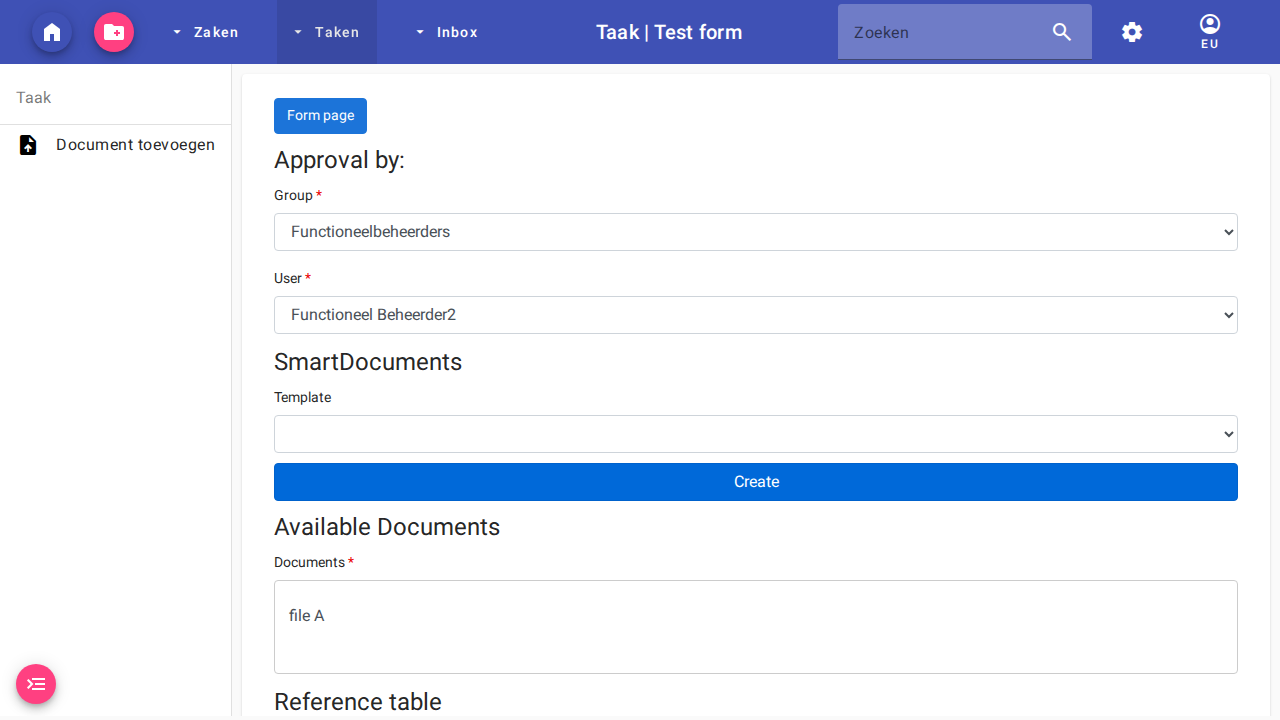 Zaken
Taken
Inbox
Taak | Test form
Zoeken
EU
Taak
Document toevoegen
Form page
Approval by:
Group *
Functioneelbeheerders
User *
Functioneel Beheerder2
SmartDocuments
Template
Create
Available Documents
Documents *
file A
Reference table